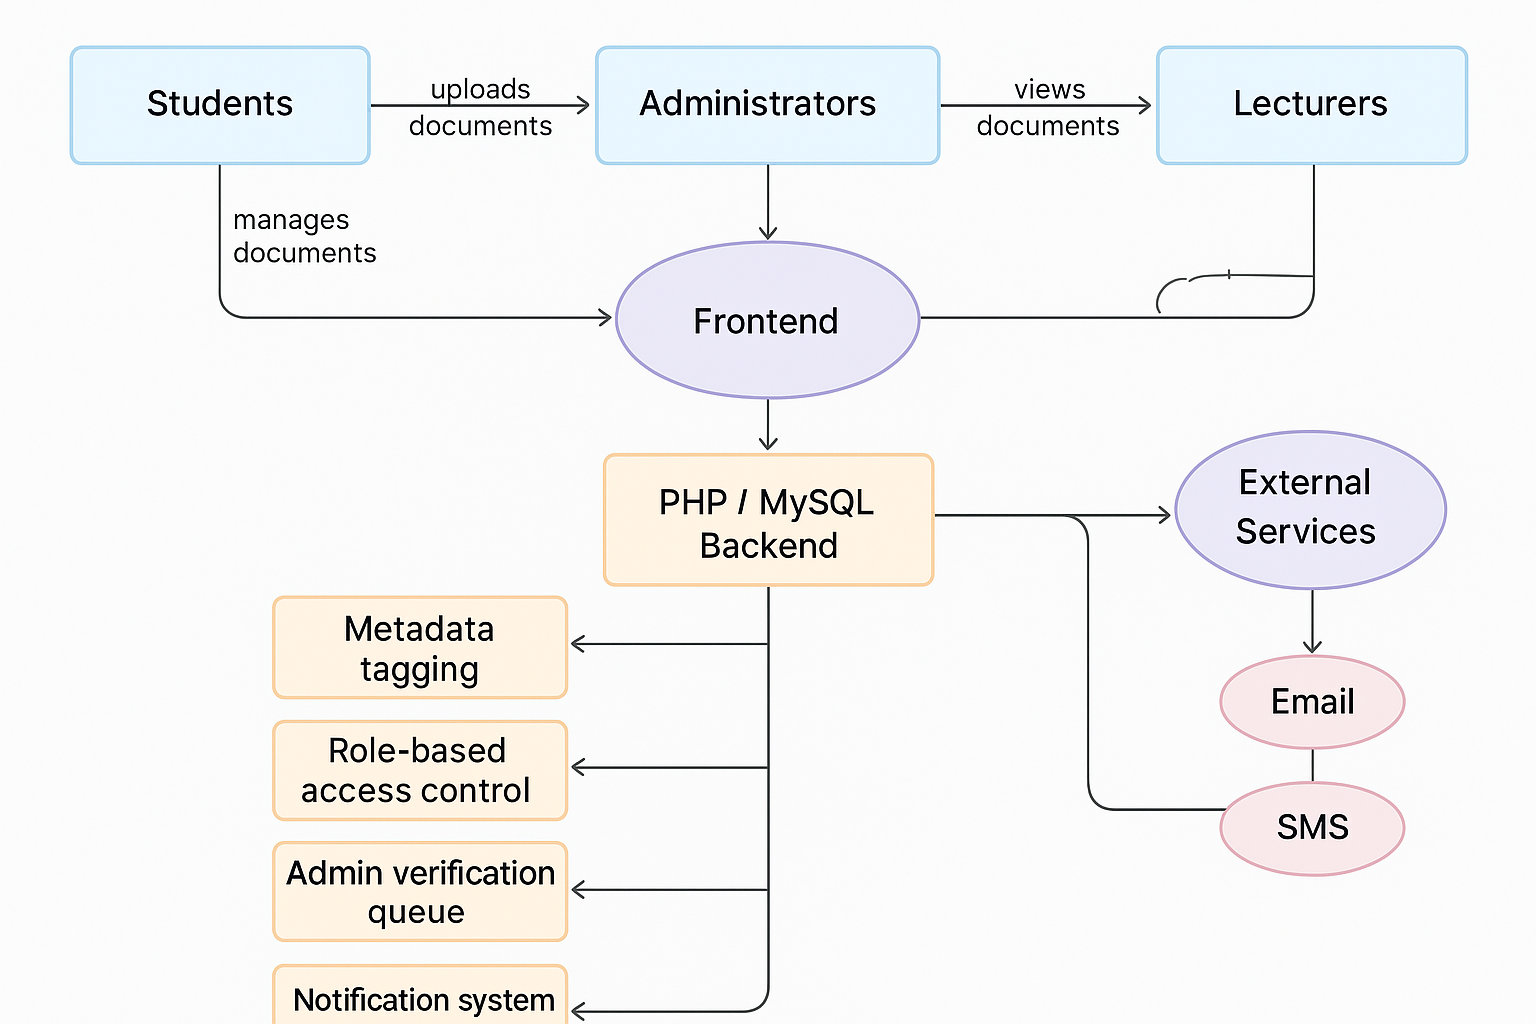 Students
uploads
documents
Administrators
views
documents
Lecturers
manages
documents
Frontend
PHP / MySQL
Backend
External
Services
Metadata
tagging
Email
Role-based
access control
SMS
Admin verification
queue
Notification system